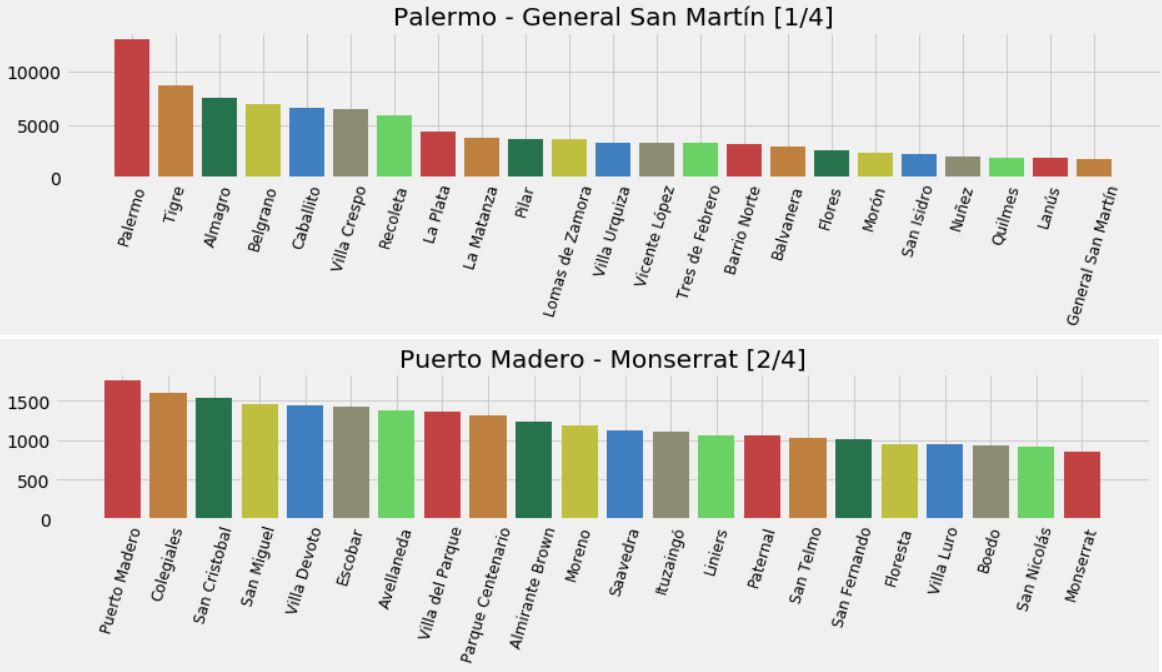 Palermo - General San Martín [1/4]
10000
5000
0
Palermo
Tigre
Almagro
Belgrano
Caballito
Villa Crespo
Recoleta
La Plata
La Matanza
Pilar
Lomas de Zamora
Villa Urquiza
Vicente López
Tres de Febrero
Barrio Norte
Balvanera
Flores
Morón
San Isidro
Nuñez
Quilmes
Lanús
General San Martín
Puerto Madero - Monserrat [2/4]
1500
1000
500
0
Puerto Madero
Colegiales
San Cristobal
San Miguel
Villa Devoto
Escobar
Avellaneda
Villa del Parque
Parque Centenario
Almirante Brown
Moreno
Saavedra
Ituzaingó
Liniers
Paternal
San Telmo
San Fernando
Floresta
Villa Luro
Boedo
San Nicolás
Monserrat